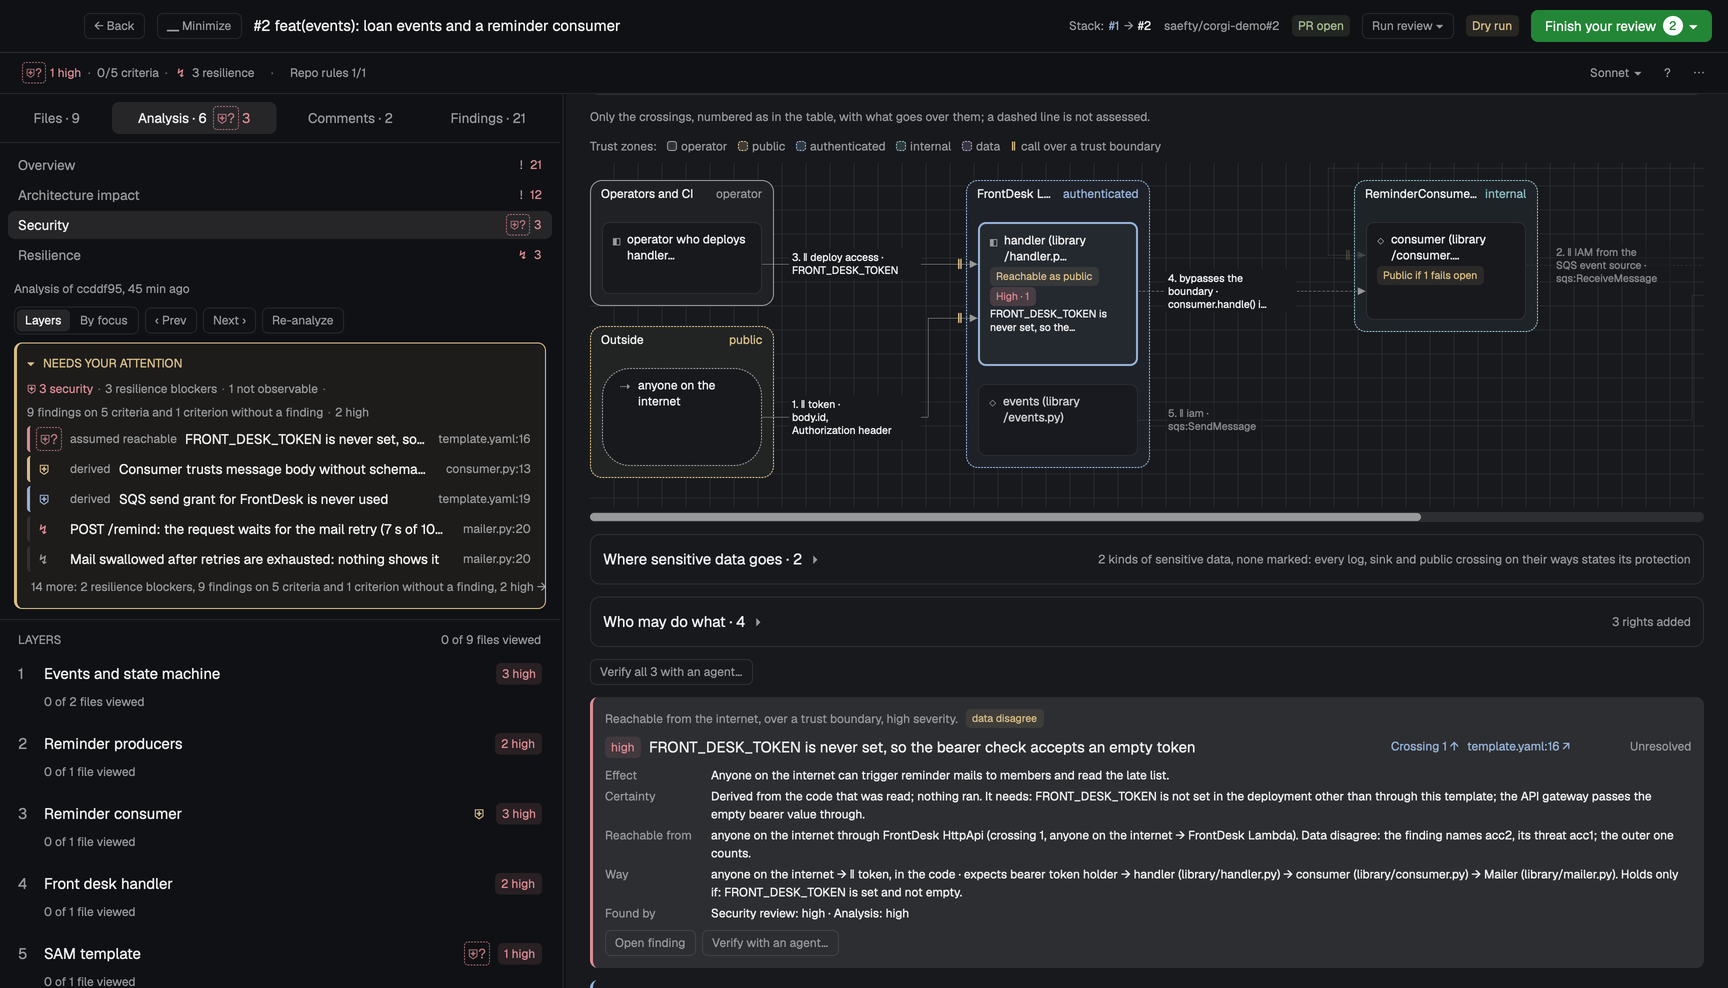 ← Back
Minimize
#2 feat(events): loan events and a reminder consumer
Stack: #1 → #2
saefty/corgi-demo#2
PR open
Run review
Dry run
Finish your review 2
? 1 high · 0/5 criteria · 3 resilience · Repo rules 1/1
Sonnet
?
···
Files · 9
Analysis · 6 ? 3
Comments · 2
Findings · 21
Overview ! 21
Architecture impact ! 12
Security ? 3
Resilience 3
Analysis of ccddf95, 45 min ago
Layers
By focus
‹ Prev
Next ›
Re-analyze
NEEDS YOUR ATTENTION
3 security · 3 resilience blockers · 1 not observable ·
9 findings on 5 criteria and 1 criterion without a finding · 2 high
? assumed reachable FRONT_DESK_TOKEN is never set, so... template.yaml:16
derived Consumer trusts message body without schema... consumer.py:13
derived SQS send grant for FrontDesk is never used template.yaml:19
POST /remind: the request waits for the mail retry (7 s of 10... mailer.py:20
Mail swallowed after retries are exhausted: nothing shows it mailer.py:20
14 more: 2 resilience blockers, 9 findings on 5 criteria and 1 criterion without a finding, 2 high →
LAYERS 0 of 9 files viewed
1 Events and state machine 3 high
0 of 2 files viewed
2 Reminder producers 2 high
0 of 1 file viewed
3 Reminder consumer 3 high
0 of 1 file viewed
4 Front desk handler 2 high
0 of 1 file viewed
5 SAM template ? 1 high
0 of 1 file viewed
Only the crossings, numbered as in the table, with what goes over them; a dashed line is not assessed.
Trust zones: operator public authenticated internal data call over a trust boundary
Operators and CI operator
operator who deploys
handler...
3. deploy access ·
FRONT_DESK_TOKEN
Outside public
anyone on the
internet
1. token ·
body.id,
Authorization header
FrontDesk L... authenticated
handler (library
/handler.p...
Reachable as public
High · 1
FRONT_DESK_TOKEN is
never set, so the...
events (library
/events.py)
4. bypasses the
boundary ·
consumer.handle() i...
5. iam ·
sqs:SendMessage
ReminderConsume... internal
consumer (library
/consumer....
Public if 1 fails open
2. IAM from the
SQS event source ·
sqs:ReceiveMessage
Where sensitive data goes · 2
2 kinds of sensitive data, none marked: every log, sink and public crossing on their ways states its protection
Who may do what · 4
3 rights added
Verify all 3 with an agent...
Reachable from the internet, over a trust boundary, high severity. data disagree
high FRONT_DESK_TOKEN is never set, so the bearer check accepts an empty token
Crossing 1 ↑ template.yaml:16 ↗ Unresolved
Effect Anyone on the internet can trigger reminder mails to members and read the late list.
Certainty Derived from the code that was read; nothing ran. It needs: FRONT_DESK_TOKEN is not set in the deployment other than through this template; the API gateway passes the
empty bearer value through.
Reachable from anyone on the internet through FrontDesk HttpApi (crossing 1, anyone on the internet → FrontDesk Lambda). Data disagree: the finding names acc2, its threat acc1; the outer one
counts.
Way anyone on the internet → token, in the code · expects bearer token holder → handler (library/handler.py) → consumer (library/consumer.py) → Mailer (library/mailer.py). Holds only
if: FRONT_DESK_TOKEN is set and not empty.
Found by Security review: high · Analysis: high
Open finding
Verify with an agent...